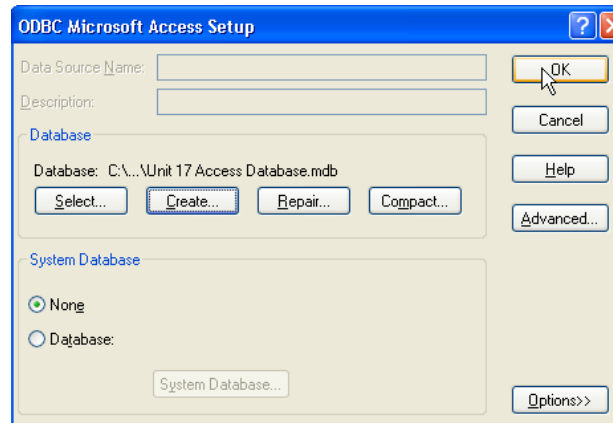 ODBC Microsoft Access Setup
Data Source Name:
OK
Description:
Cancel
Database
Database: C:\...\Unit 17 Access Database.mdb
Help
Select...
Create...
Repair...
Compact...
Advanced...
System Database
None
Database:
System Database...
Options>>